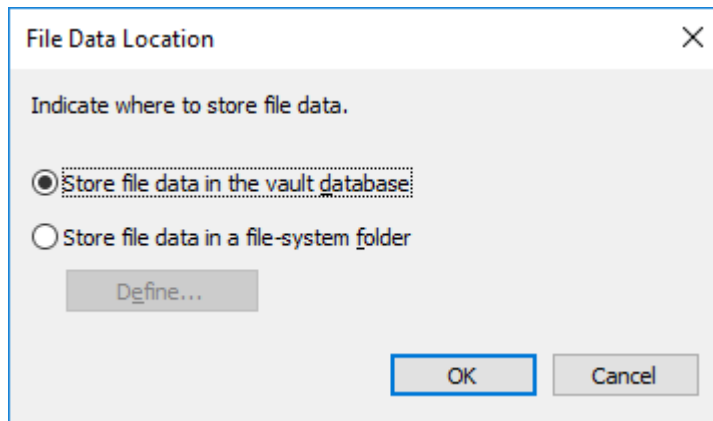 File Data Location
Indicate where to store file data.
Store file data in the vault database
Store file data in a file-system folder
Define...
OK Cancel